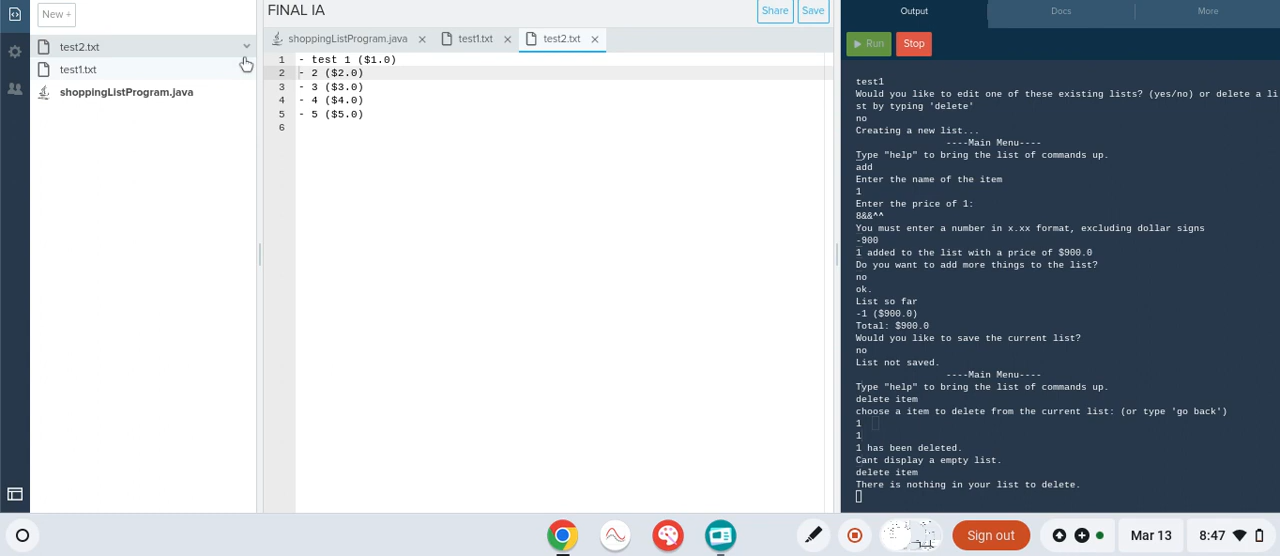 New +
test2.txt
test1.txt
shoppingListProgram.java
FINAL IA
Share
Save
shoppingListProgram.java
test1.txt
test2.txt
1 - test 1 ($1.0)
2 - 2 ($2.0)
3 - 3 ($3.0)
4 - 4 ($4.0)
5 - 5 ($5.0)
6
Output
Docs
More
Run
Stop
test1
Would you like to edit one of these existing lists? (yes/no) or delete a li
st by typing 'delete'
no
Creating a new list...
----Main Menu----
Type "help" to bring the list of commands up.
add
Enter the name of the item
1
Enter the price of 1:
8&&^^
You must enter a number in x.xx format, excluding dollar signs
-900
1 added to the list with a price of $900.0
Do you want to add more things to the list?
no
ok.
List so far
-1 ($900.0)
Total: $900.0
Would you like to save the current list?
no
List not saved.
----Main Menu----
Type "help" to bring the list of commands up.
delete item
choose a item to delete from the current list: (or type 'go back')
1
1
1 has been deleted.
Cant display a empty list.
delete item
There is nothing in your list to delete.
Sign out
Mar 13
8:47